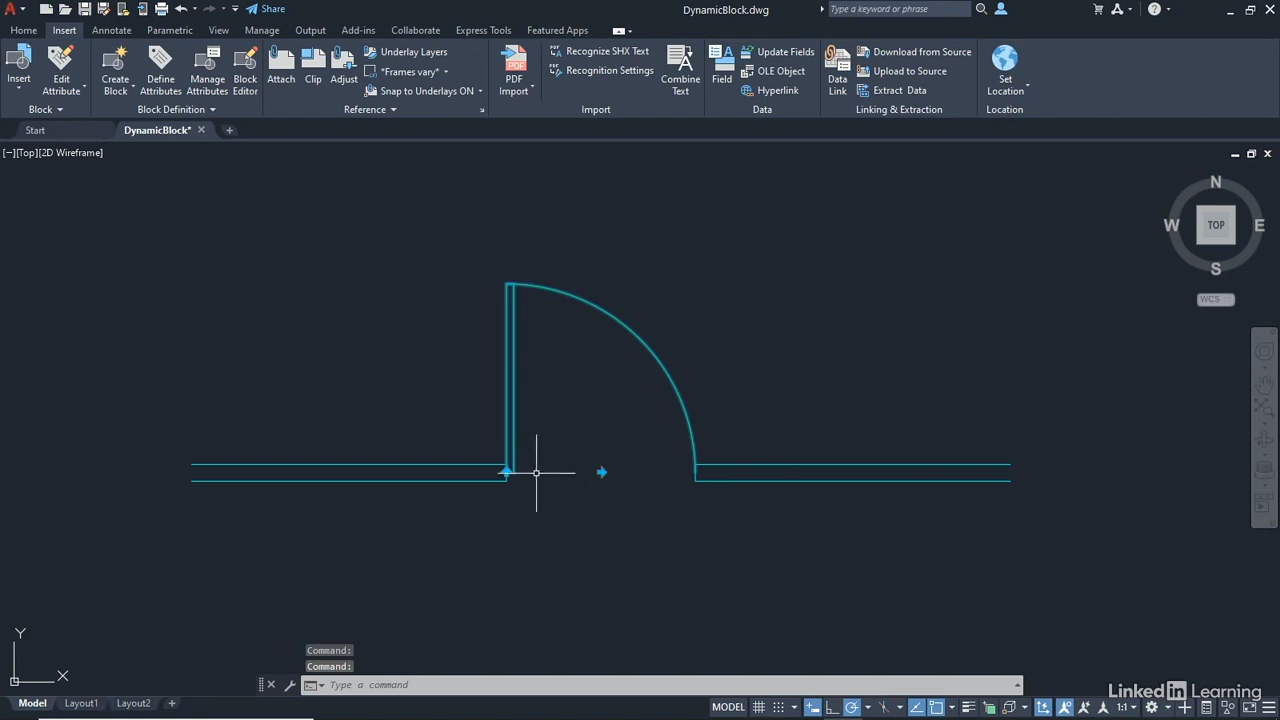 Share
DynamicBlock.dwg
Type a keyword or phrase
Home Insert Annotate Parametric View Manage Output Add-ins Collaborate Express Tools Featured Apps
Underlay Layers
Recognize SHX Text
Update Fields
Download from Source
*Frames vary*
Recognition Settings
OLE Object
Upload to Source
Insert Edit Attribute Create Block Define Attributes Manage Attributes Block Editor Attach Clip Adjust
Snap to Underlays ON
PDF Import Combine Text Field
Hyperlink
Data Link
Extract Data
Set Location
Block Block Definition Reference Import Data Linking & Extraction Location
Start DynamicBlock*
[−][Top][2D Wireframe]
N
W TOP E
S
WCS
Y
X
Command:
Command:
Type a command
Linked in Learning
Model Layout1 Layout2 MODEL 1:1